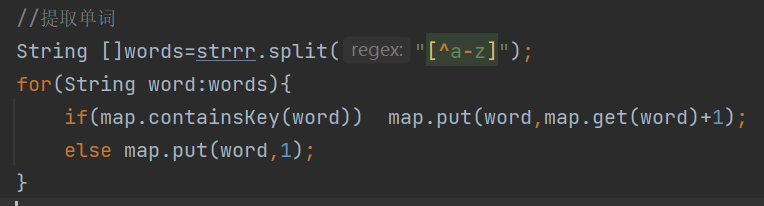 //提取单词
String []words=strrr.split( regex: "[^a-z]");
for(String word:words){
    if(map.containsKey(word))  map.put(word,map.get(word)+1);
    else map.put(word,1);
}